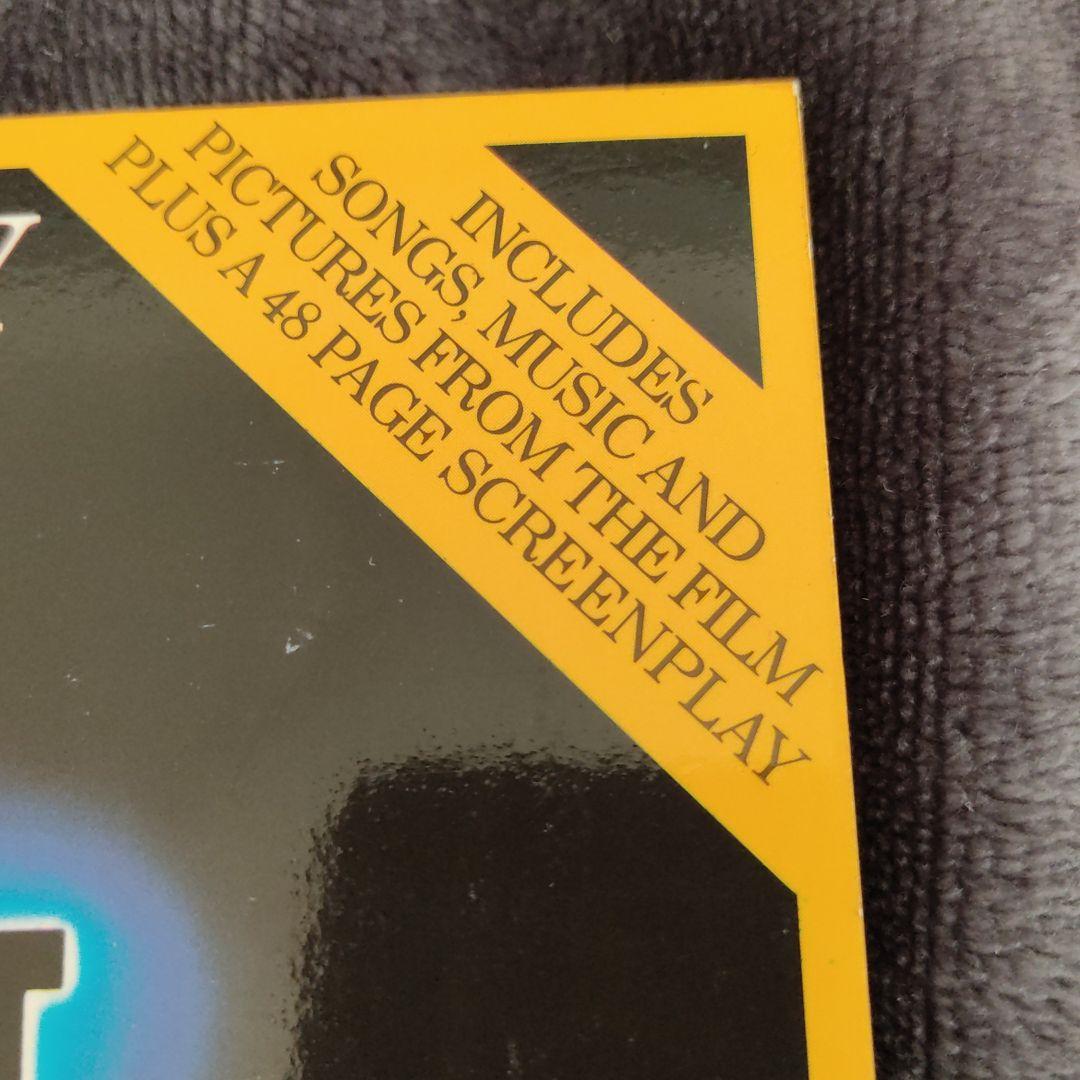 INCLUDES
SONGS, MUSIC AND
PICTURES FROM THE FILM
PLUS A 48 PAGE SCREENPLAY